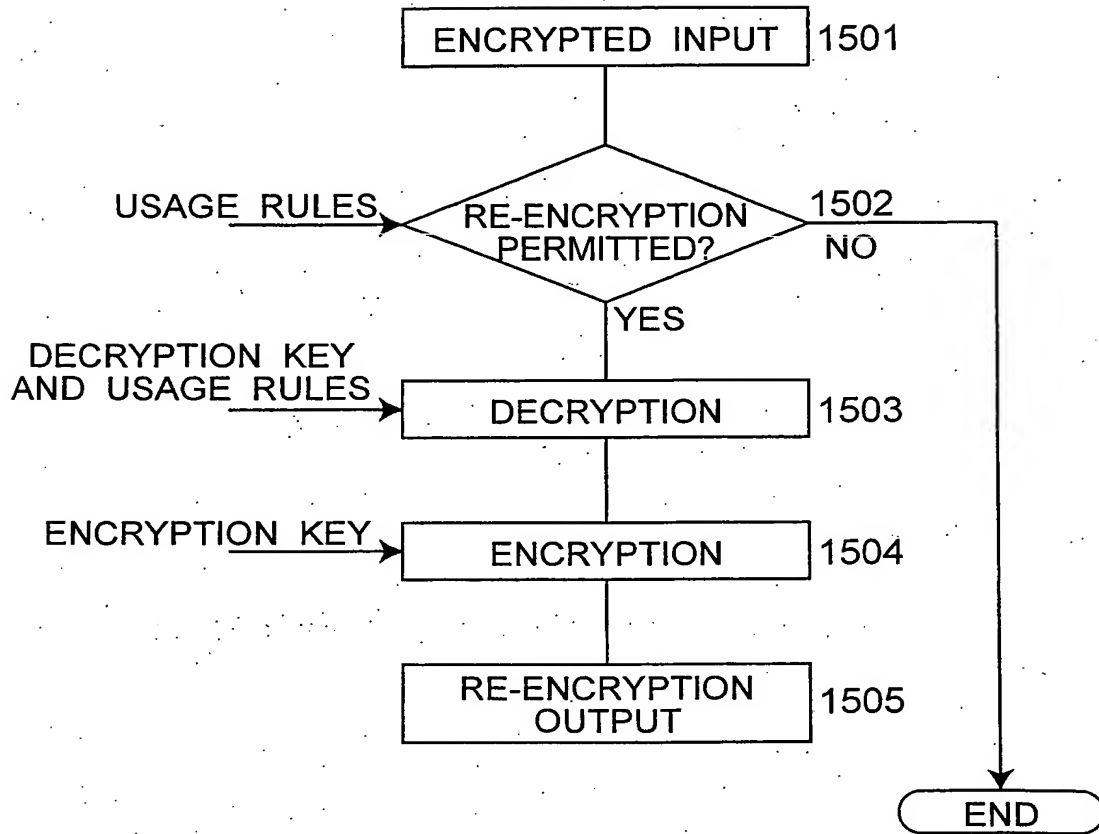 ENCRYPTED INPUT 1501
USAGE RULES
RE-ENCRYPTION
PERMITTED?
1502
NO
YES
DECRYPTION KEY
AND USAGE RULES
DECRYPTION 1503
ENCRYPTION KEY
ENCRYPTION 1504
RE-ENCRYPTION
OUTPUT
1505
END